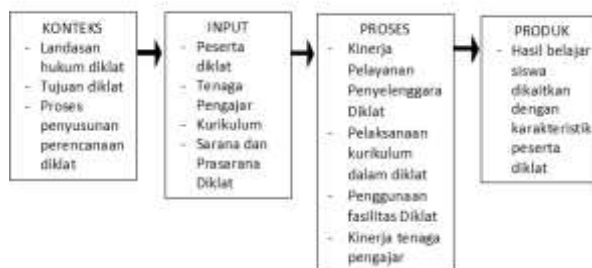 KONTEKS
- Landasan
hukum diklat
- Tujuan diklat
- Proses
penyusunan
perencanaan
diklat
INPUT
- Peserta
diklat
- Tenaga
Pengajar
- Kurikulum
- Sarana dan
Prasarana
Diklat
PROSES
- Kinerja
Pelayanan
Penyelenggara
Diklat
- Pelaksanaan
kurikulum
dalam diklat
- Penggunaan
fasilitas Diklat
- Kinerja tenaga
pengajar
PRODUK
- Hasil belajar
siswa
dikaitkan
dengan
karakteristik
peserta
diklat